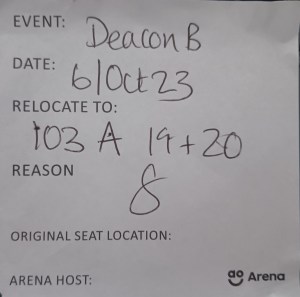 EVENT: Deacon B
DATE: 6/Oct 23
RELOCATE TO:
103 A 19 + 20
REASON 8
ORIGINAL SEAT LOCATION:
ARENA HOST:
ao Arena